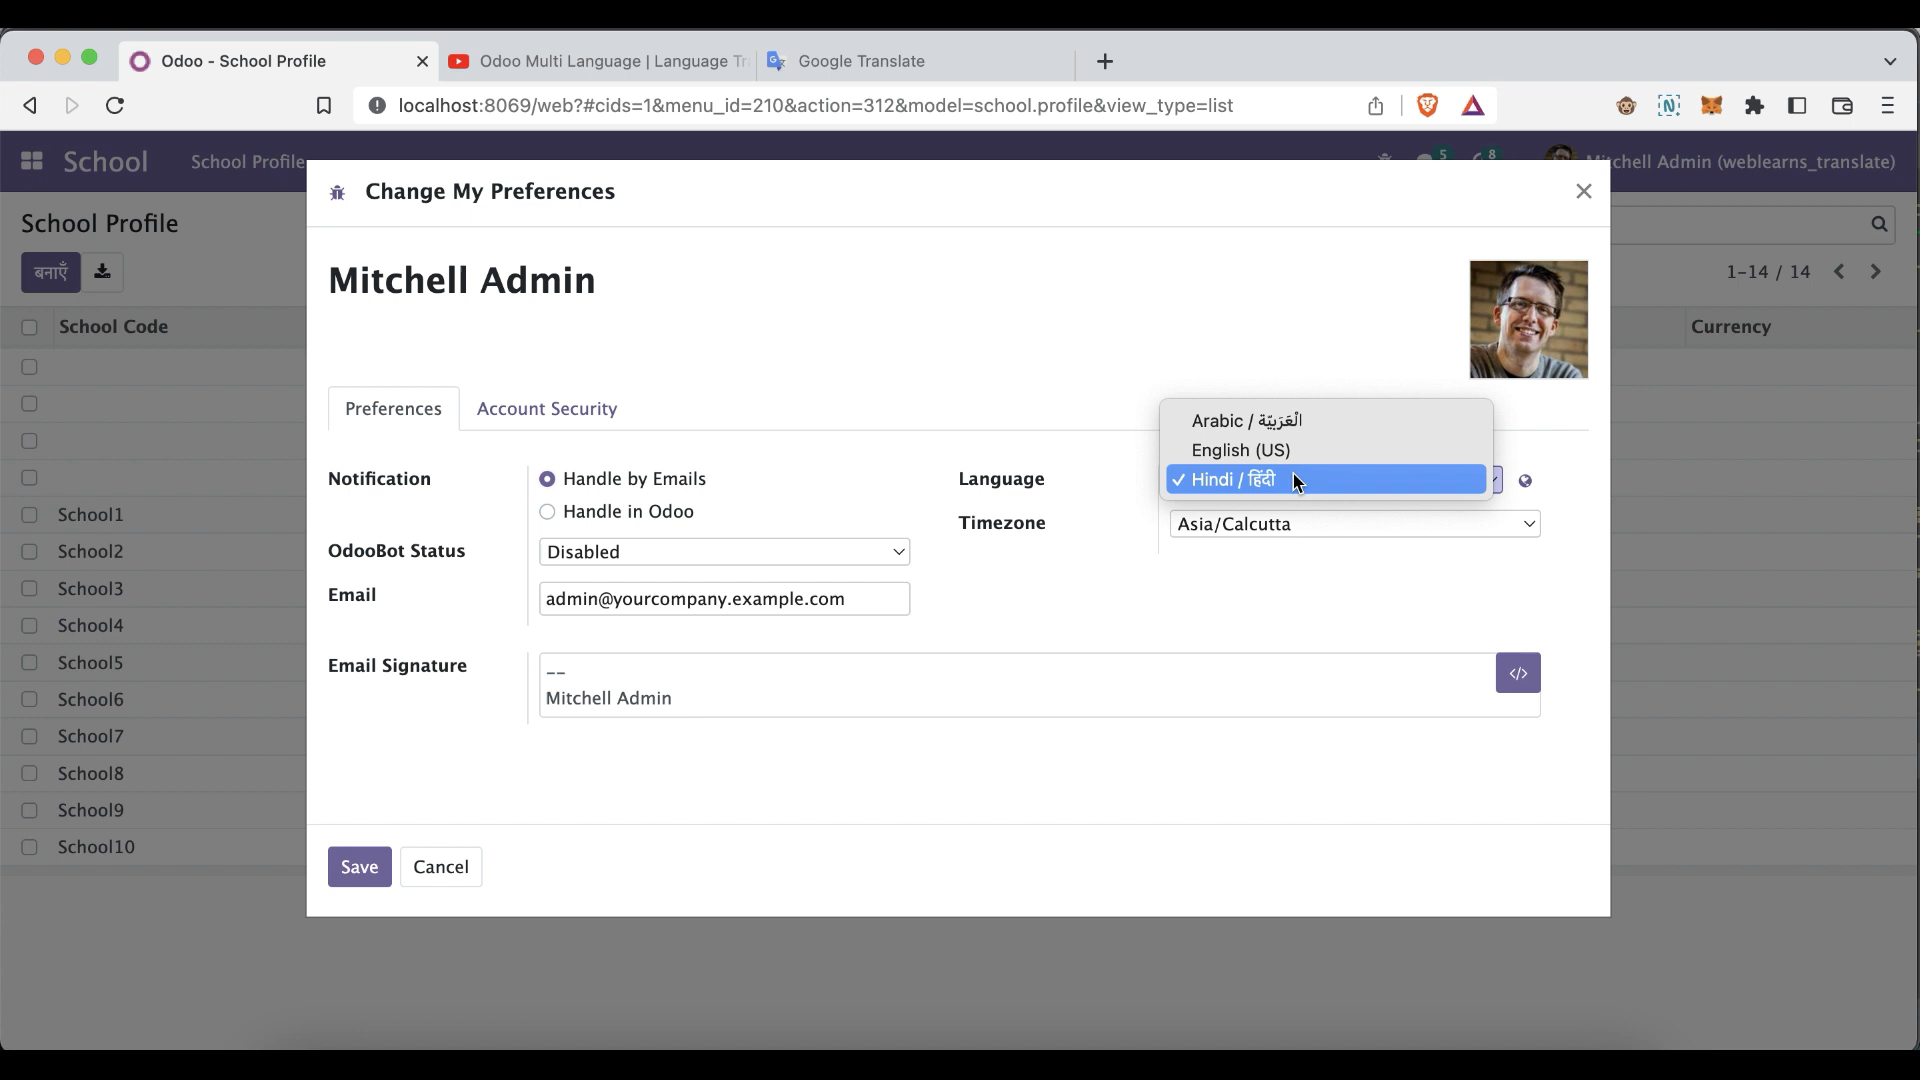 Odoo - School Profile
Odoo Multi Language | Language Tr
Google Translate
localhost:8069/web?#cids=1&menu_id=210&action=312&model=school.profile&view_type=list
School
School Profile
5
8
Mitchell Admin (weblearns_translate)
Change My Preferences
School Profile
बनाएँ
1-14 / 14
Mitchell Admin
School Code
Currency
Preferences
Account Security
Arabic / الْعَرَبيّة
English (US)
Notification
Handle by Emails
Language
✓ Hindi / हिंदी
Handle in Odoo
Timezone
Asia/Calcutta
OdooBot Status
Disabled
Email
admin@yourcompany.example.com
Email Signature
--
</>
Mitchell Admin
School1
School2
School3
School4
School5
School6
School7
School8
School9
School10
Save
Cancel